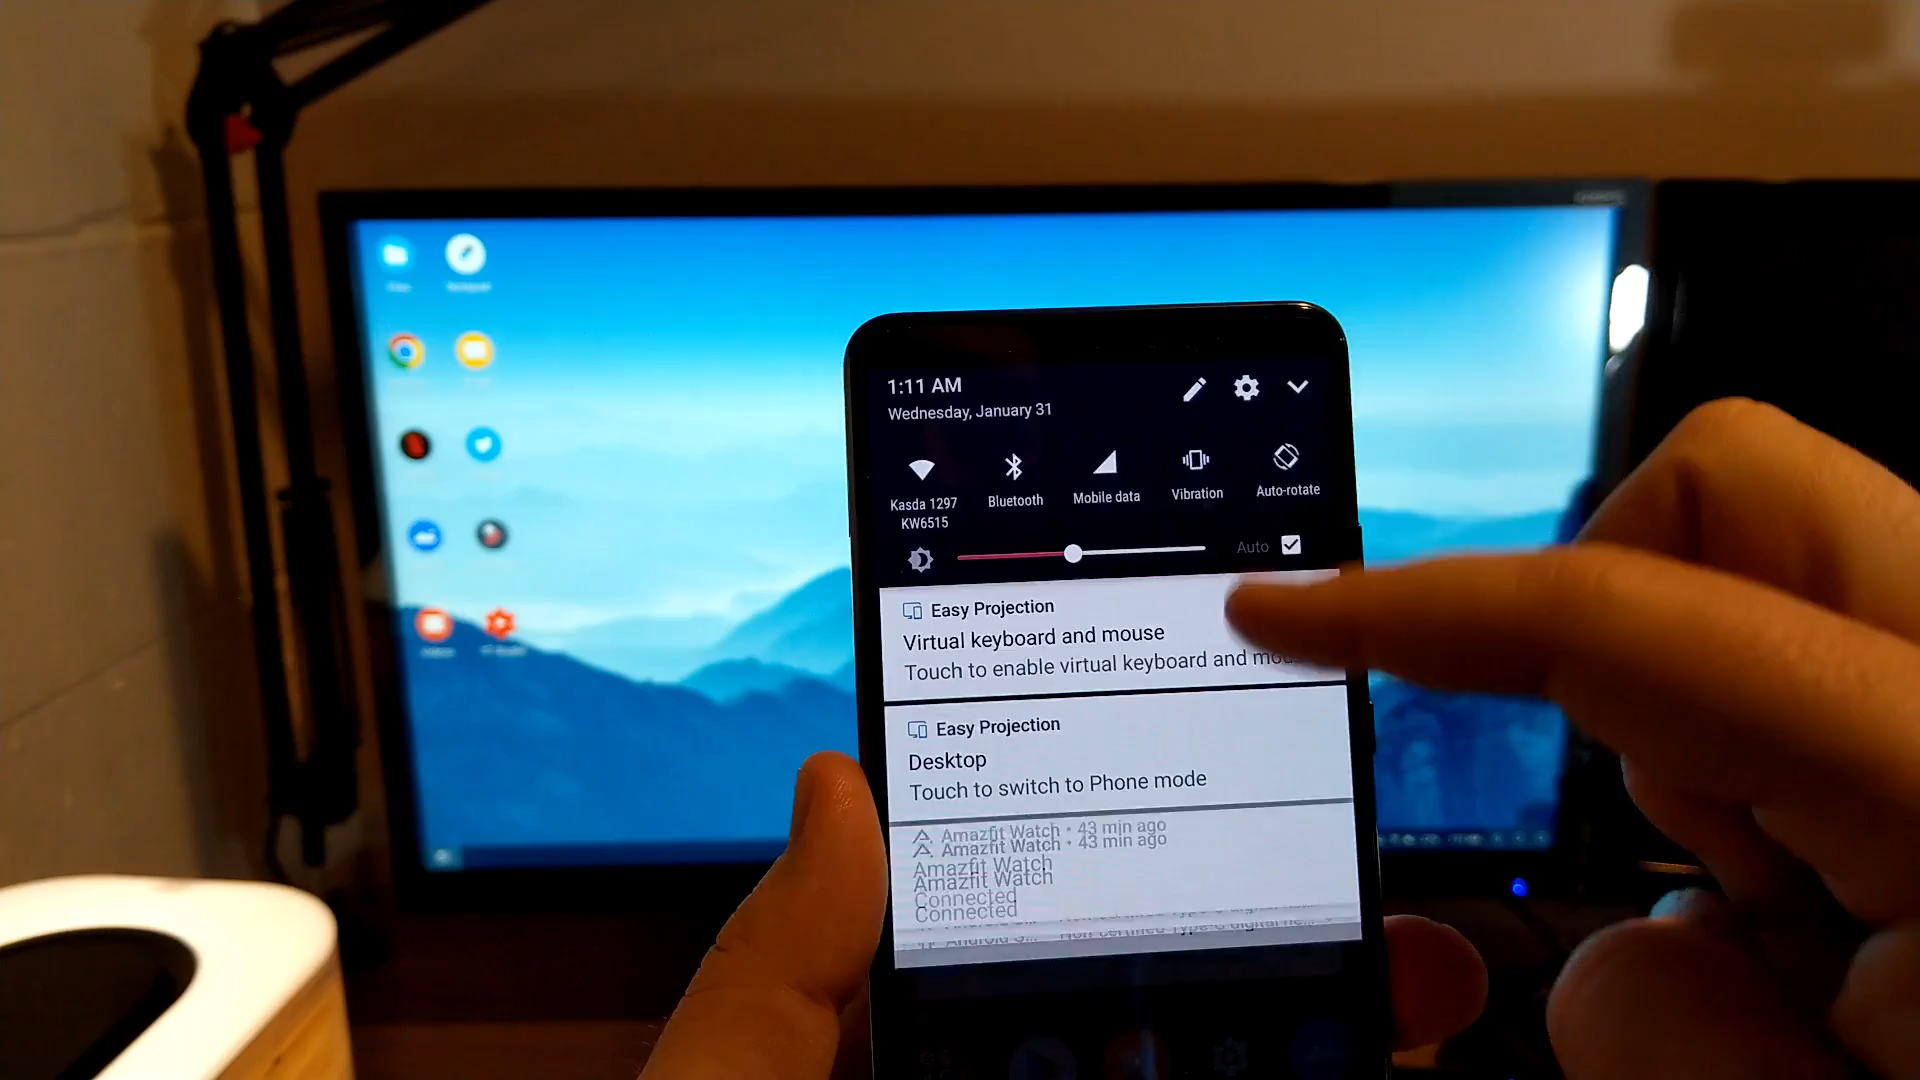 1:11 AM
Wednesday, January 31
Kasda 1297
KW6515
Bluetooth
Mobile data
Vibration
Auto-rotate
Auto
Easy Projection
Virtual keyboard and mouse
Touch to enable virtual keyboard and
Easy Projection
Desktop
Touch to switch to Phone mode
Amazfit Watch • 43 min ago
Amazfit Watch • 43 min ago
Amazfit Watch
Amazfit Watch
Connected
Connected